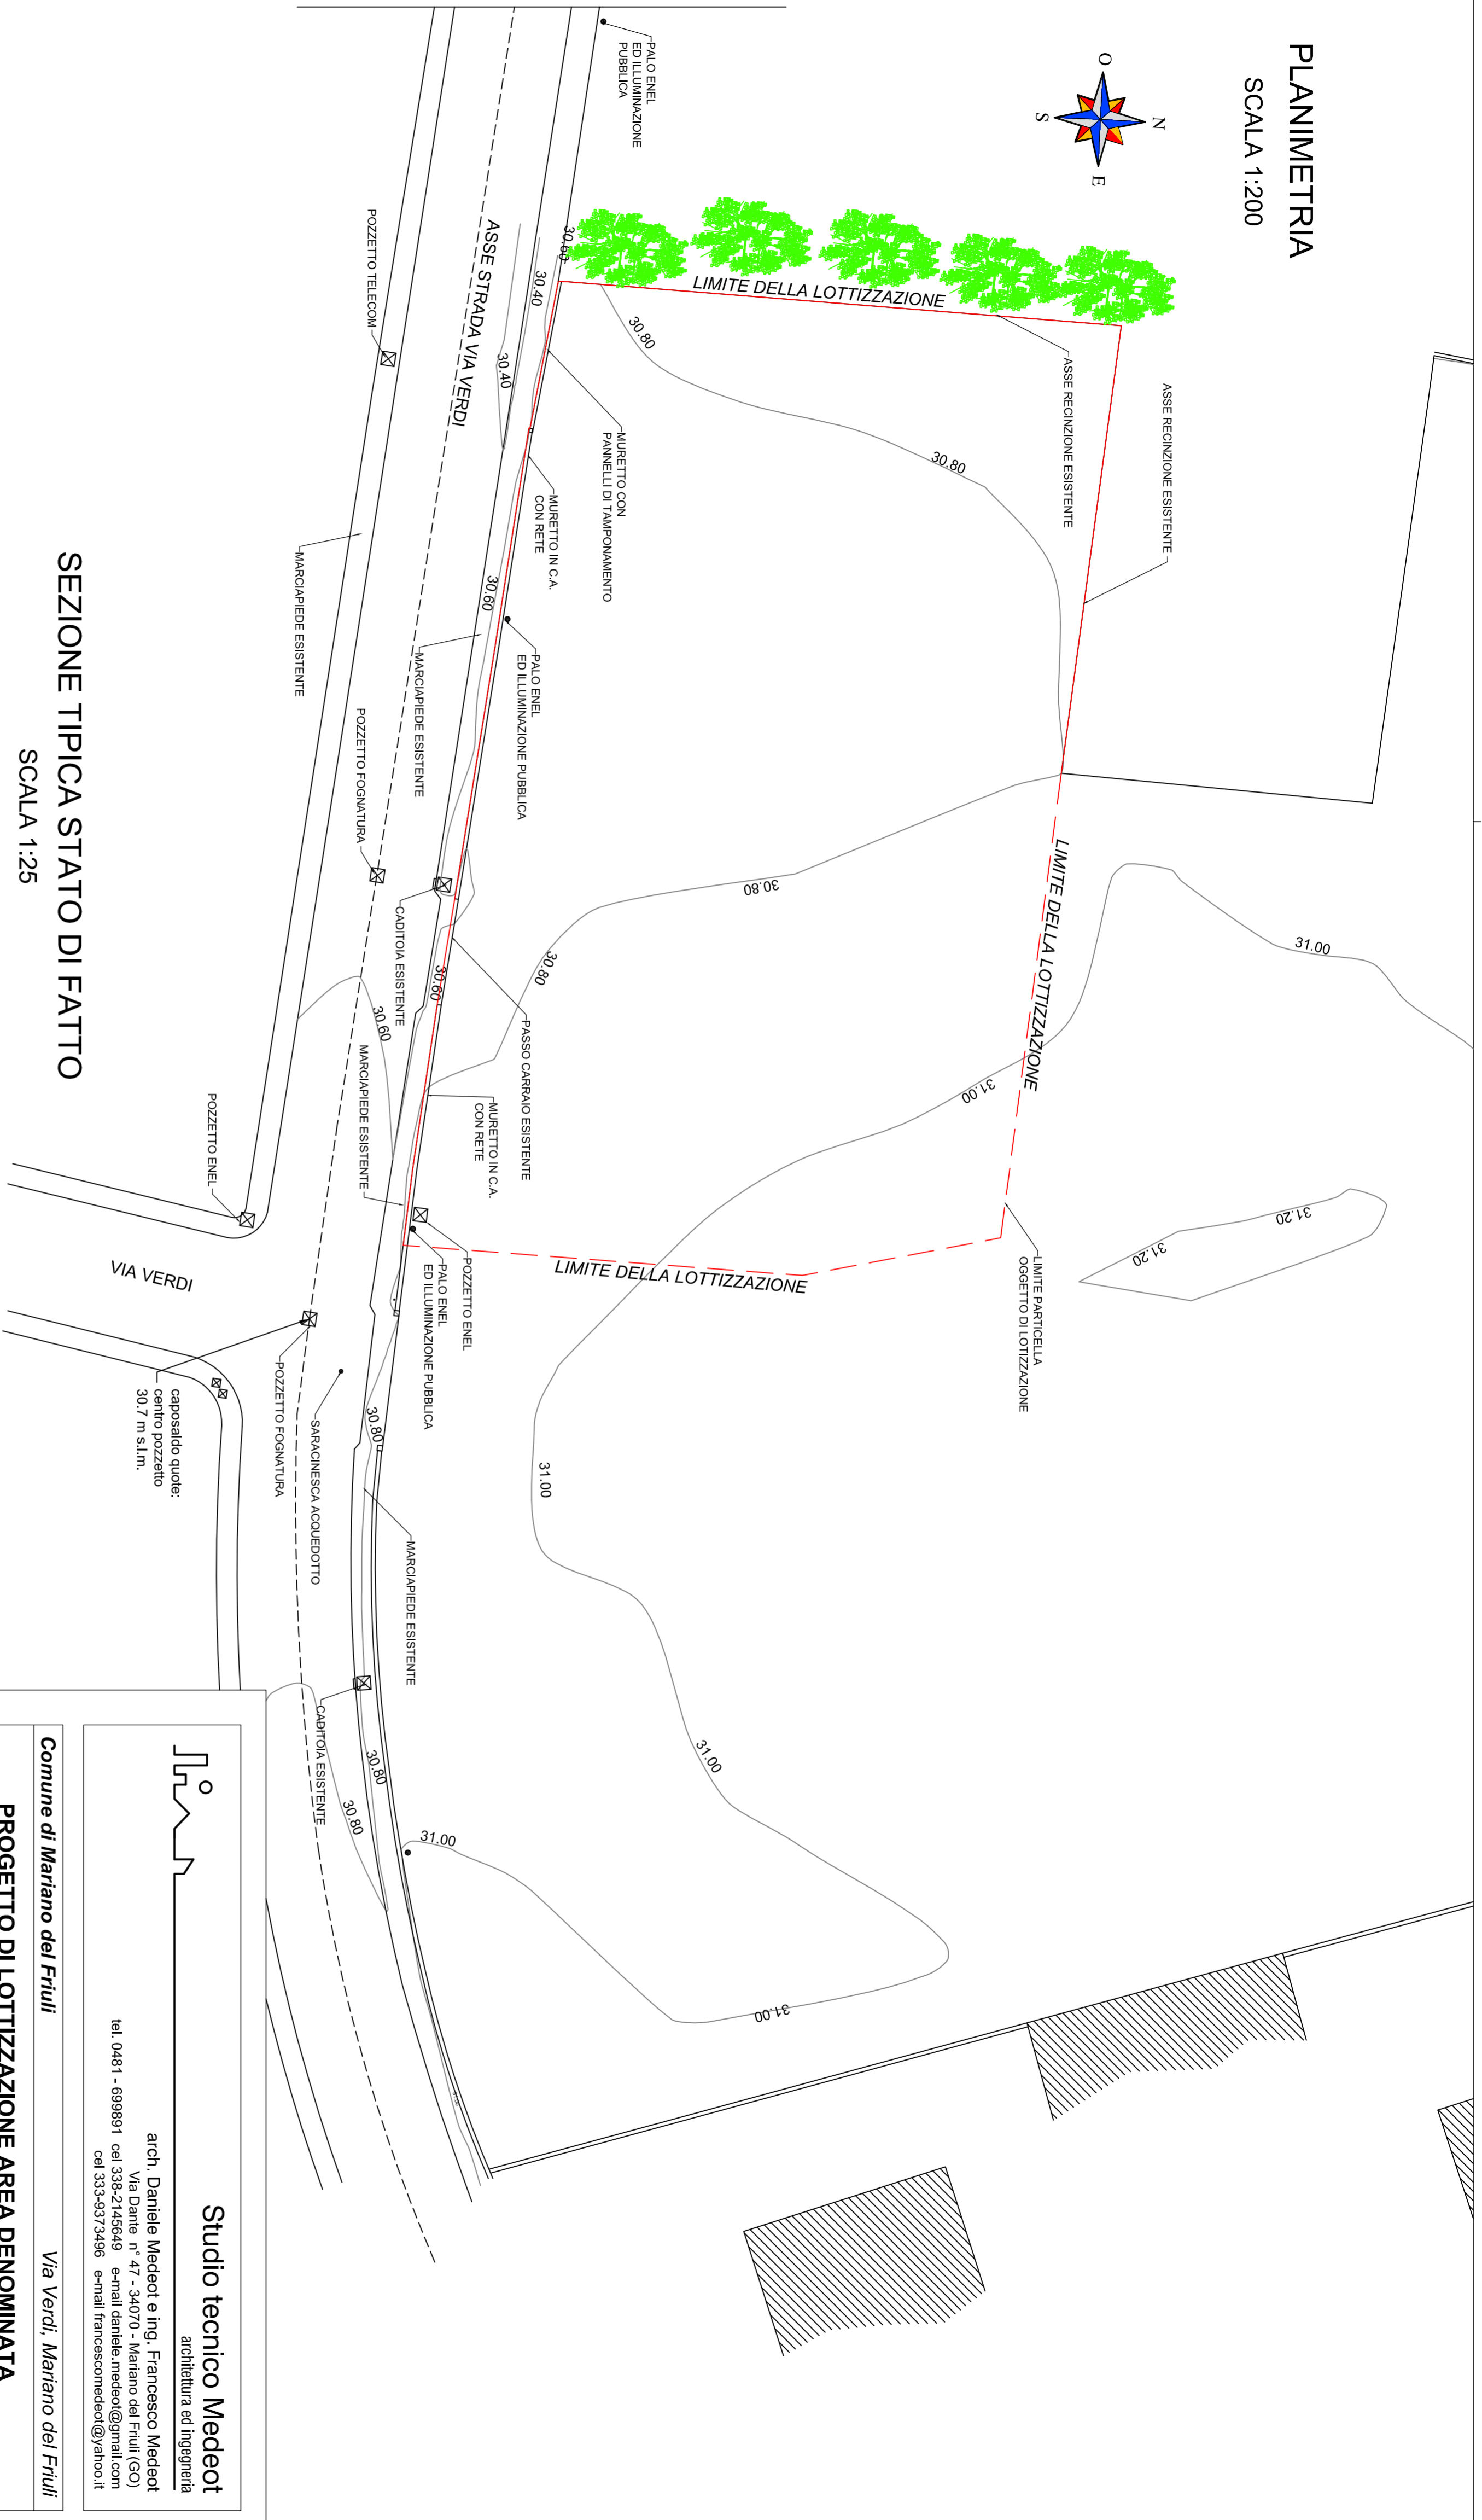 PLANIMETRIA
SCALA 1:200
N
O
E
S
ASSE RECINZIONE ESISTENTE
ASSE RECINZIONE ESISTENTE
LIMITE DELLA LOTTIZZAZIONE
LIMITE DELLA LOTTIZZAZIONE
LIMITE DELLA LOTTIZZAZIONE
LIMITE PARTICELLA
OGGETTO DI LOTIZZAZIONE
31.00
31.20
31.20
31.00
30.80
30.80
30.80
30.80
31.00
31.00
31.00
31.00
PALO ENEL
ED ILLUMINAZIONE
PUBBLICA
30.60
30.40
30.40
ASSE STRADA VIA VERDI
MURETTO CON
PANNELLI DI TAMPONAMENTO
MURETTO IN C.A.
CON RETE
PALO ENEL
ED ILLUMINAZIONE PUBBLICA
30.60
MARCIAPIEDE ESISTENTE
POZZETTO TELECOM
MARCIAPIEDE ESISTENTE
POZZETTO FOGNATURA
CADITOIA ESISTENTE
30.60
30.60
PASSO CARRAIO ESISTENTE
MURETTO IN C.A.
CON RETE
MARCIAPIEDE ESISTENTE
POZZETTO ENEL
PALO ENEL
ED ILLUMINAZIONE PUBBLICA
POZZETTO ENEL
VIA VERDI
POZZETTO FOGNATURA
SARACINESCA ACQUEDOTTO
caposaldo quote:
centro pozzetto
30.7 m s.l.m.
30.80
MARCIAPIEDE ESISTENTE
CADITOIA ESISTENTE
30.80
30.80
SEZIONE TIPICA STATO DI FATTO
SCALA 1:25
Studio tecnico Medeot
architettura ed ingegneria
arch. Daniele Medeot e ing. Francesco Medeot
Via Dante n° 47 - 34070 - Mariano del Friuli (GO)
tel. 0481 - 699891 cel 338-2145649 e-mail daniele.medeot@gmail.com
cel 333-9373496 e-mail francescomedeot@yahoo.it
Comune di Mariano del Friuli Via Verdi, Mariano del Friuli
PROGETTO DI LOTTIZZAZIONE AREA DENOMINATA